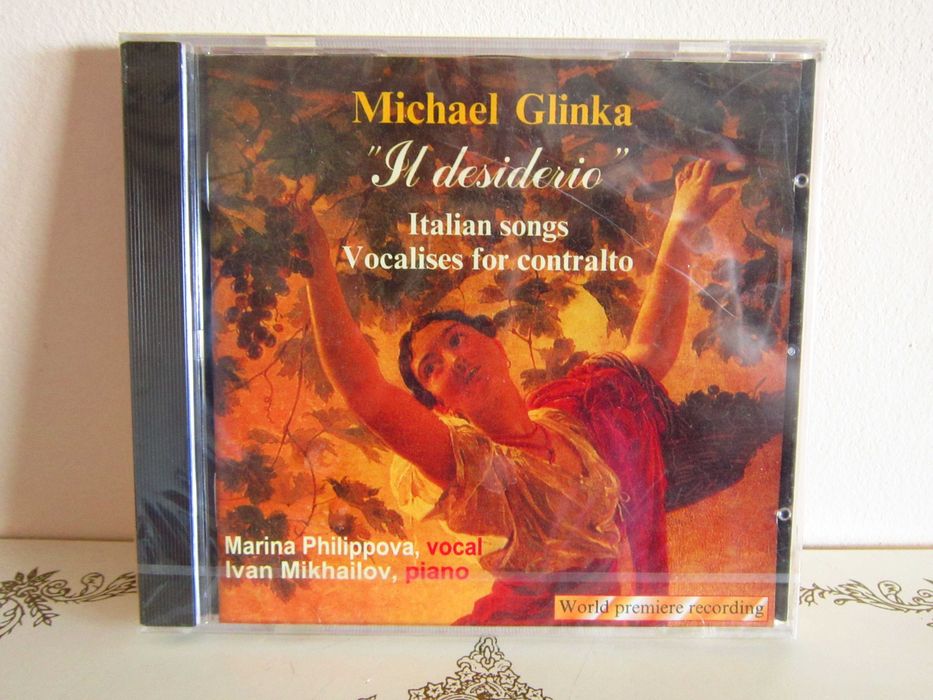 Michael Glinka
"Il desiderio"
Italian songs
Vocalises for contralto
Marina Philippova, vocal
Ivan Mikhailov, piano
World premiere recording